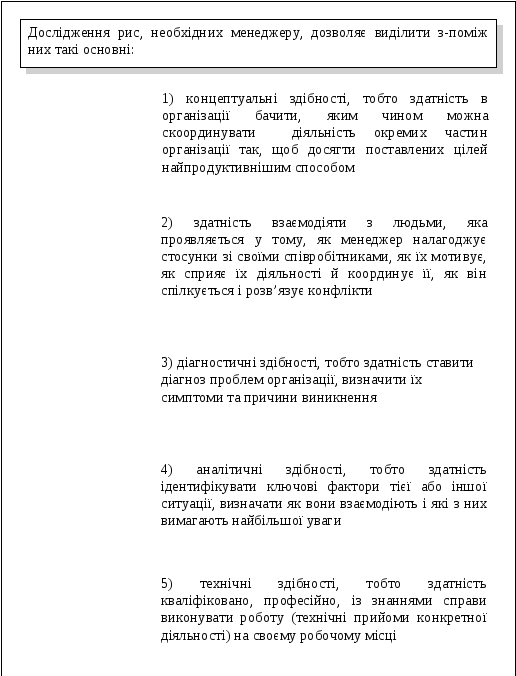 Дослідження рис, необхідних менеджеру, дозволяє виділити з-поміж
них такі основні:
1) концептуальні здібності, тобто здатність в
організації бачити, яким чином можна
скоординувати діяльність окремих частин
організації так, щоб досягти поставлених цілей
найпродуктивнішим способом
2) здатність взаємодіяти з людьми, яка
проявляється у тому, як менеджер налагоджує
стосунки зі своїми співробітниками, як їх мотивує,
як сприяє їх діяльності й координує її, як він
спілкується і розв’язує конфлікти
3) діагностичні здібності, тобто здатність ставити
діагноз проблем організації, визначити їх
симптоми та причини виникнення
4) аналітичні здібності, тобто здатність
ідентифікувати ключові фактори тієї або іншої
ситуації, визначати як вони взаємодіють і які з них
вимагають найбільшої уваги
5) технічні здібності, тобто здатність
кваліфіковано, професійно, із знаннями справи
виконувати роботу (технічні прийоми конкретної
діяльності) на своєму робочому місці